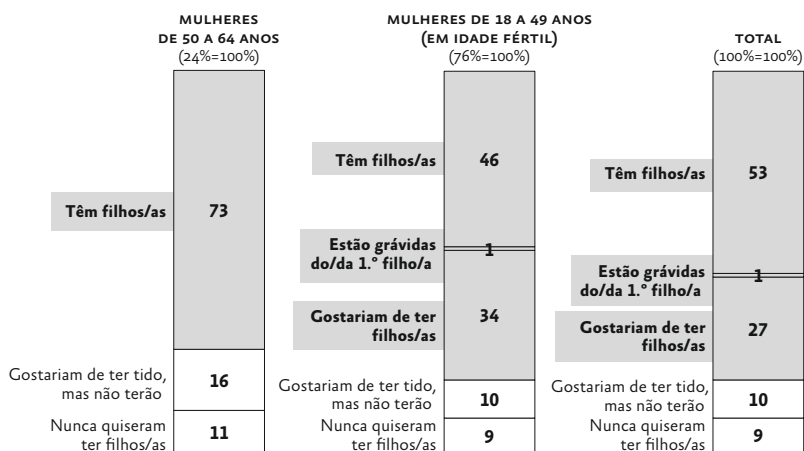 MULHERES
DE 50 A 64 ANOS
(24%=100%)
Têm filhos/as
73
Gostariam de ter tido,
mas não terão
16
Nunca quiseram
ter filhos/as
11
MULHERES DE 18 A 49 ANOS
(EM IDADE FÉRTIL)
(76%=100%)
Têm filhos/as
46
Estão grávidas
do/da 1.º filho/a
1
Gostariam de ter
filhos/as
34
Gostariam de ter tido,
mas não terão
10
Nunca quiseram
ter filhos/as
9
TOTAL
(100%=100%)
Têm filhos/as
53
Estão grávidas
do/da 1.º filho/a
1
Gostariam de ter
filhos/as
27
Gostariam de ter tido,
mas não terão
10
Nunca quiseram
ter filhos/as
9